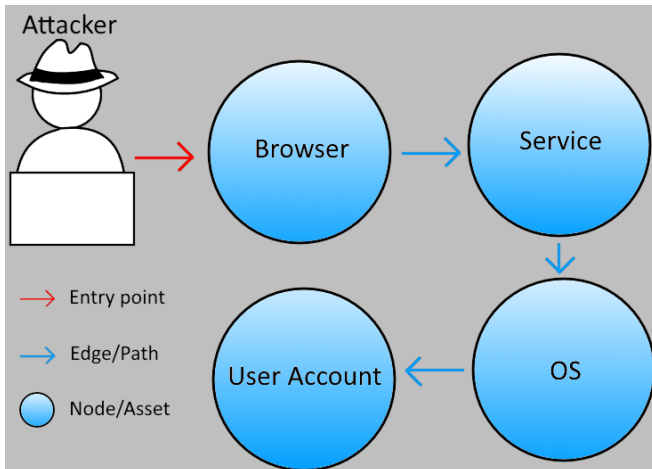 Attacker
Browser
Service
Entry point
Edge/Path
Node/Asset
User Account
OS